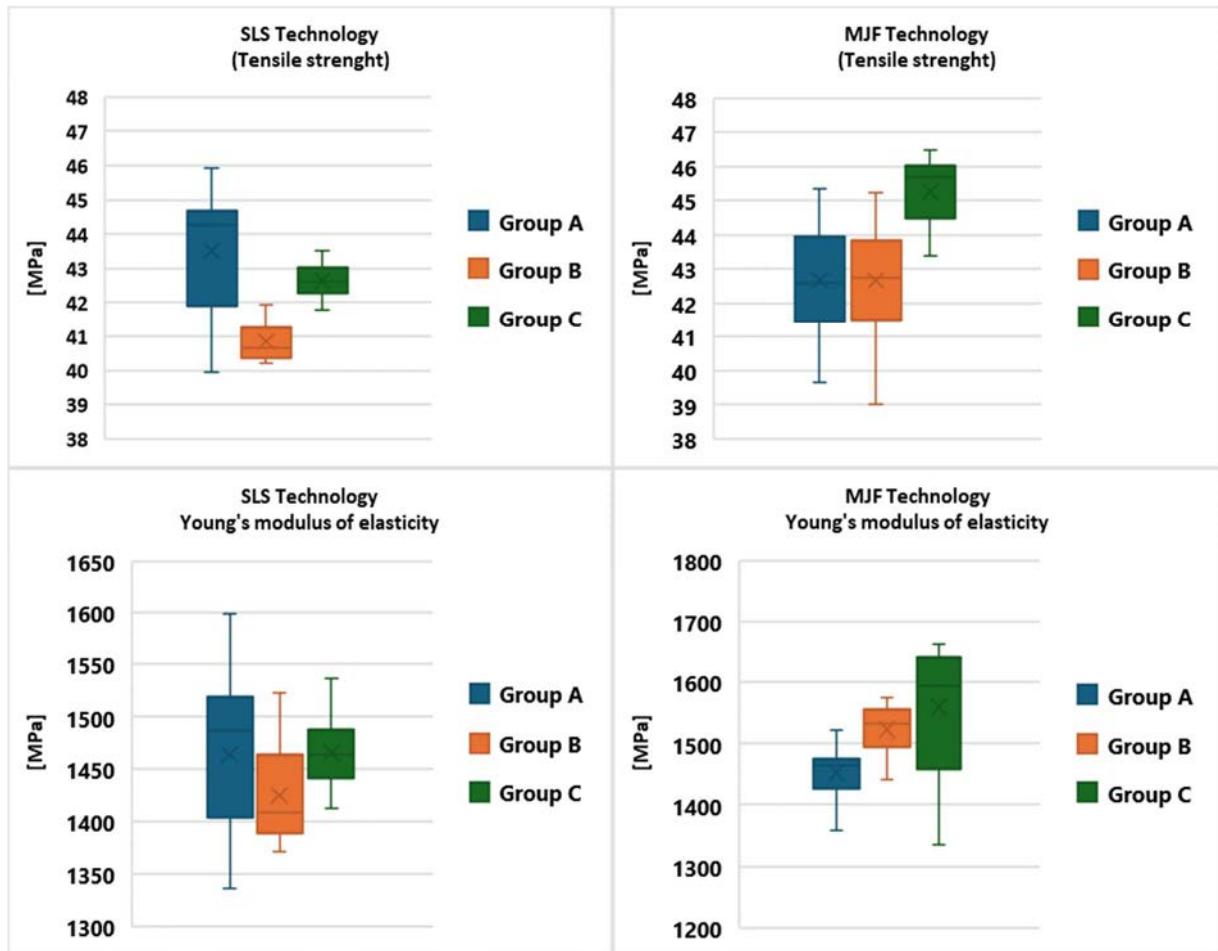 SLS Technology
(Tensile strenght)
48
47
46
45
44
43
42
41
40
39
38
[MPa]
Group A
Group B
Group C
MJF Technology
(Tensile strenght)
48
47
46
45
44
43
42
41
40
39
38
[MPa]
Group A
Group B
Group C
SLS Technology
Young's modulus of elasticity
1650
1600
1550
1500
1450
1400
1350
1300
[MPa]
Group A
Group B
Group C
MJF Technology
Young's modulus of elasticity
1800
1700
1600
1500
1400
1300
1200
[MPa]
Group A
Group B
Group C